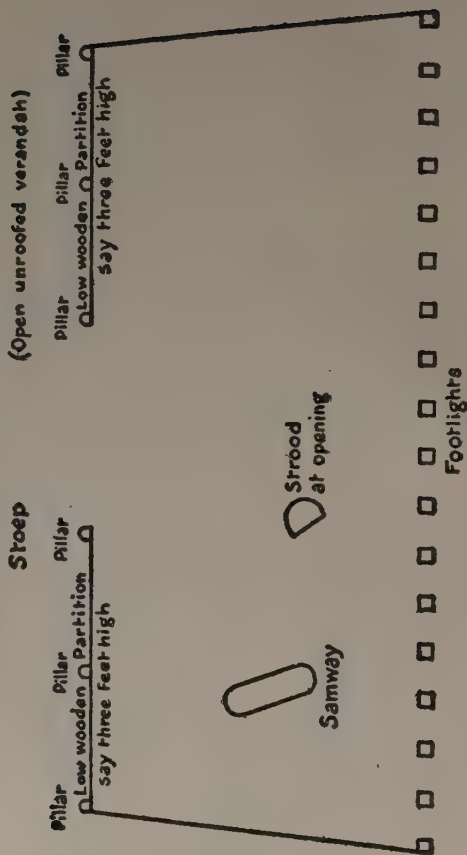 Stoep
(Open unroofed verandah)
Pillar Pillar Pillar
Low wooden Partition
say three feet high
Pillar Pillar Pillar
Low wooden Partition
say three feet high
Samway
Strood
at opening
Footlights